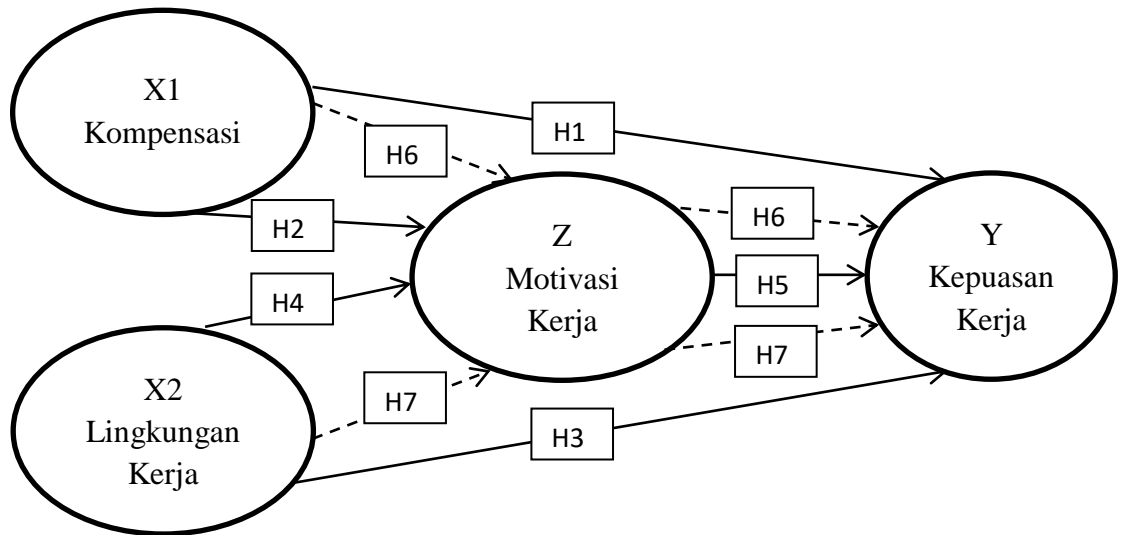 X1
Kompensasi
H1
H6
H2
Z
Motivasi
Kerja
H6
H5
H7
Y
Kepuasan
Kerja
H4
X2
Lingkungan
Kerja
H7
H3